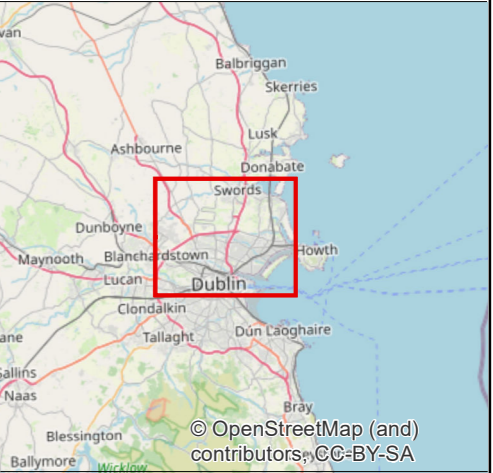 van
Balbriggan
Skerries
Lusk
Ashbourne
Donabate
Swords
Dunboyne
Howth
Maynooth
Blanchardstown
Lucan
Dublin
Clondalkin
Dún Laoghaire
Tallaght
ane
Sallins
Naas
Bray
© OpenStreetMap (and)
Blessington
contributors, CC-BY-SA
Ballymore
Wicklow